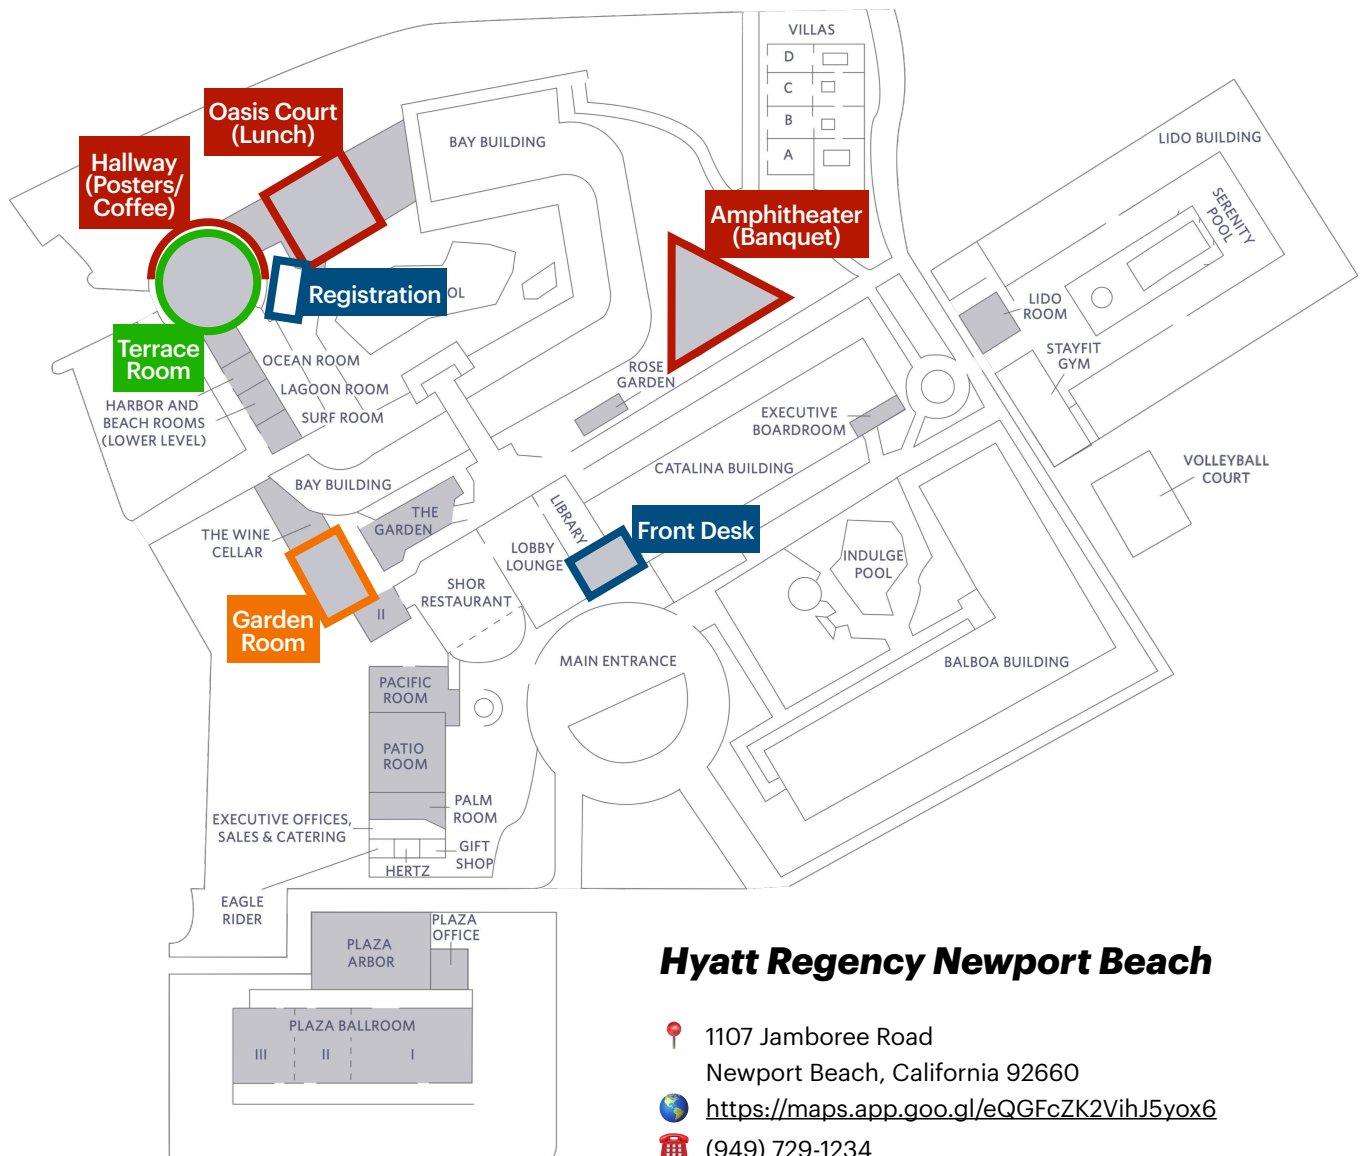 VILLAS
D
C
B
A
LIDO BUILDING
SERENITY
POOL
Oasis Court
(Lunch)
BAY BUILDING
Hallway
(Posters/
Coffee)
Amphitheater
(Banquet)
Registration
OL
LIDO
ROOM
Terrace
Room
OCEAN ROOM
LAGOON ROOM
SURF ROOM
HARBOR AND
BEACH ROOMS
(LOWER LEVEL)
ROSE
GARDEN
STAYFIT
GYM
EXECUTIVE
BOARDROOM
CATALINA BUILDING
VOLLEYBALL
COURT
BAY BUILDING
THE
GARDEN
LIBRARY
THE WINE
CELLAR
Front Desk
LOBBY
LOUNGE
INDULGE
POOL
SHOR
RESTAURANT
II
Garden
Room
MAIN ENTRANCE
BALBOA BUILDING
PACIFIC
ROOM
PATIO
ROOM
PALM
ROOM
EXECUTIVE OFFICES,
SALES & CATERING
GIFT
SHOP
HERTZ
EAGLE
RIDER
PLAZA
OFFICE
PLAZA
ARBOR
PLAZA BALLROOM
III
II
I
Hyatt Regency Newport Beach
1107 Jamboree Road
Newport Beach, California 92660
https://maps.app.goo.gl/eQGFcZK2VihJ5yox6
(949) 729-1234